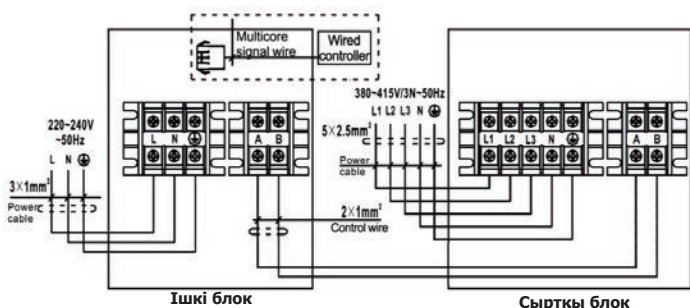 Multicore
signal wire
Wired
controller
220~240V
~50Hz
L N
3×1mm²
Power
cable
L N
A B
380~415V/3N~50Hz
L1 L2 L3 N
5×2.5mm²
Power
cable
2×1mm²
Control wire
L1 L2 L3 N
A B
Ішкі блок
Сыртқы блок